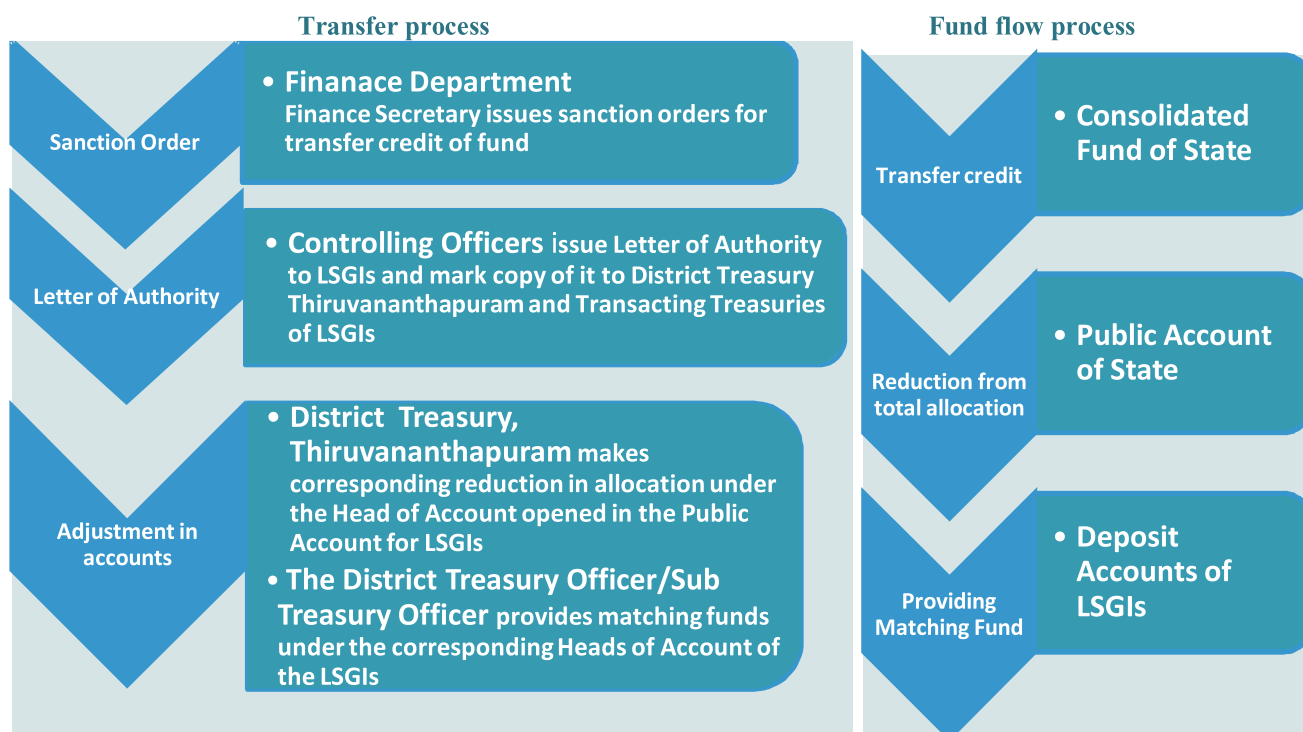 Transfer process
Sanction Order
• Finanace Department
Finance Secretary issues sanction orders for
transfer credit of fund
Letter of Authority
• Controlling Officers issue Letter of Authority
to LSGIs and mark copy of it to District Treasury
Thiruvananthapuram and Transacting Treasuries
of LSGIs
Adjustment in
accounts
• District Treasury,
Thiruvananthapuram makes
corresponding reduction in allocation under
the Head of Account opened in the Public
Account for LSGIs
• The District Treasury Officer/Sub
Treasury Officer provides matching funds
under the corresponding Heads of Account of
the LSGIs
Fund flow process
Transfer credit
• Consolidated
Fund of State
Reduction from
total allocation
• Public Account
of State
Providing
Matching Fund
• Deposit
Accounts of
LSGIs